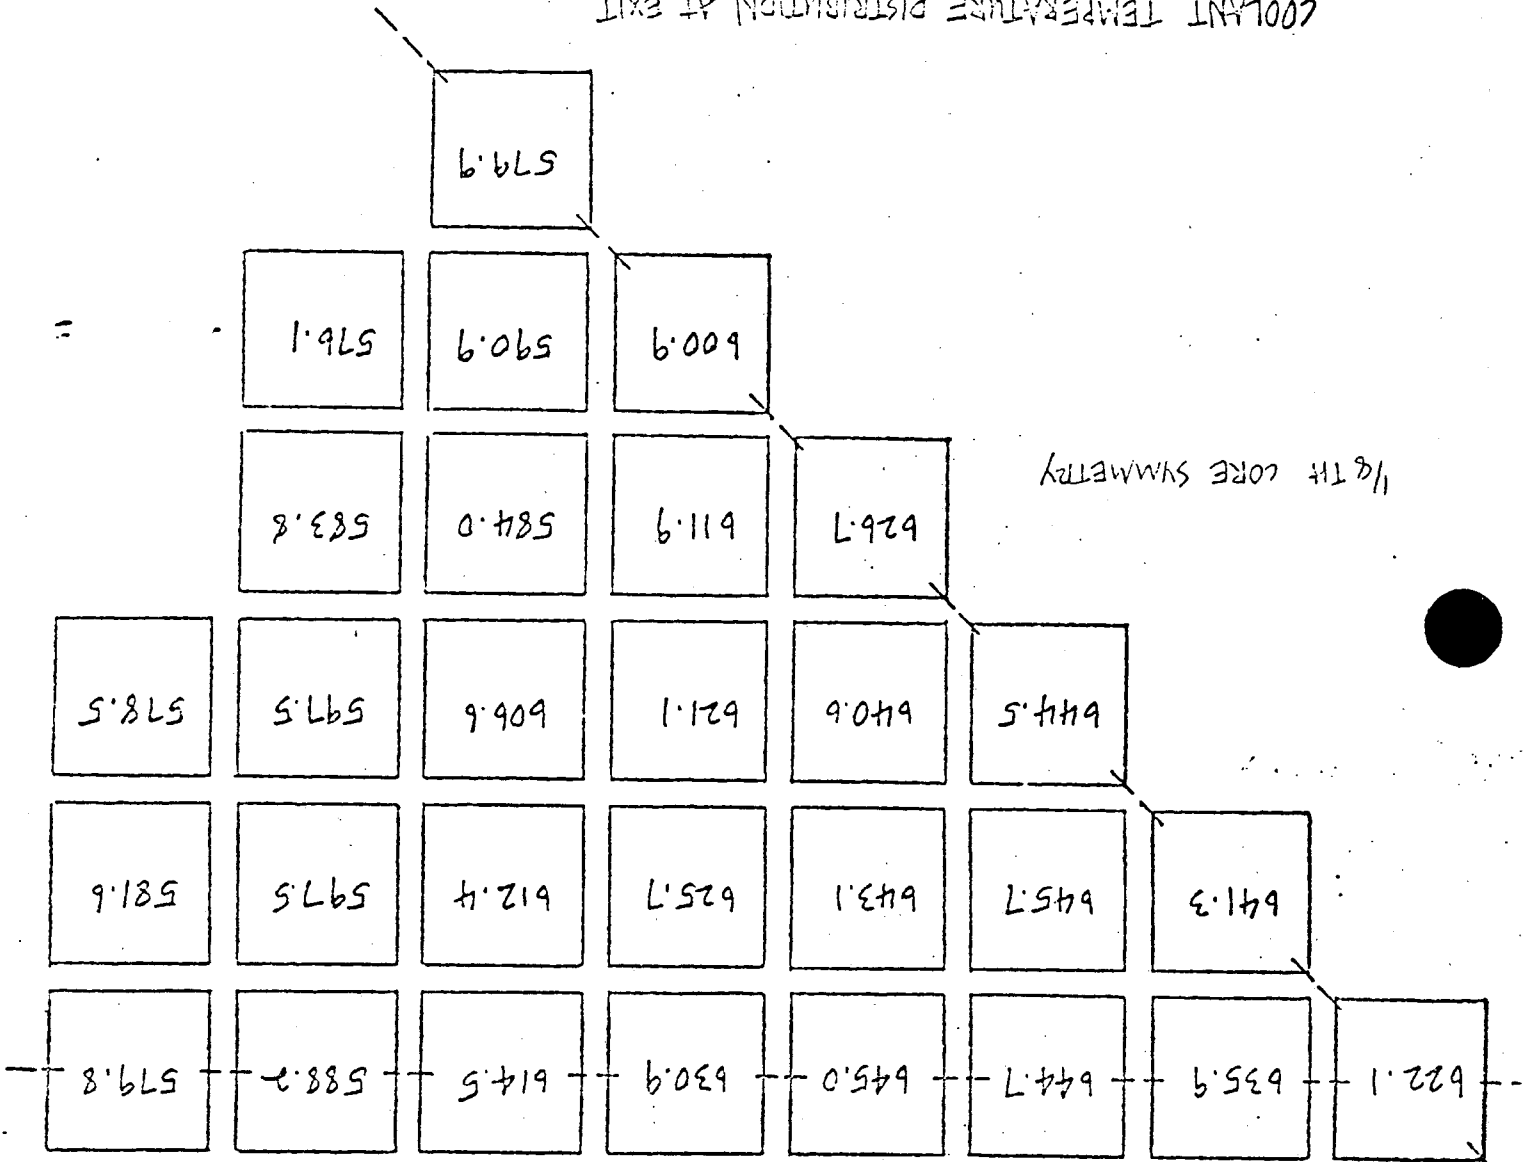 622.1 635.9 644.7 645.0 630.9 614.5 588.2 579.8
641.3 645.7 643.1 625.7 612.4 597.5 581.6
644.5 640.6 621.1 606.6 597.5 578.5
626.7 611.9 584.0 583.8
1/8 TH CORE SYMMETRY
600.9 590.9 576.1
579.9
COOLANT TEMPERATURE DISTRIBUTION AT EXIT